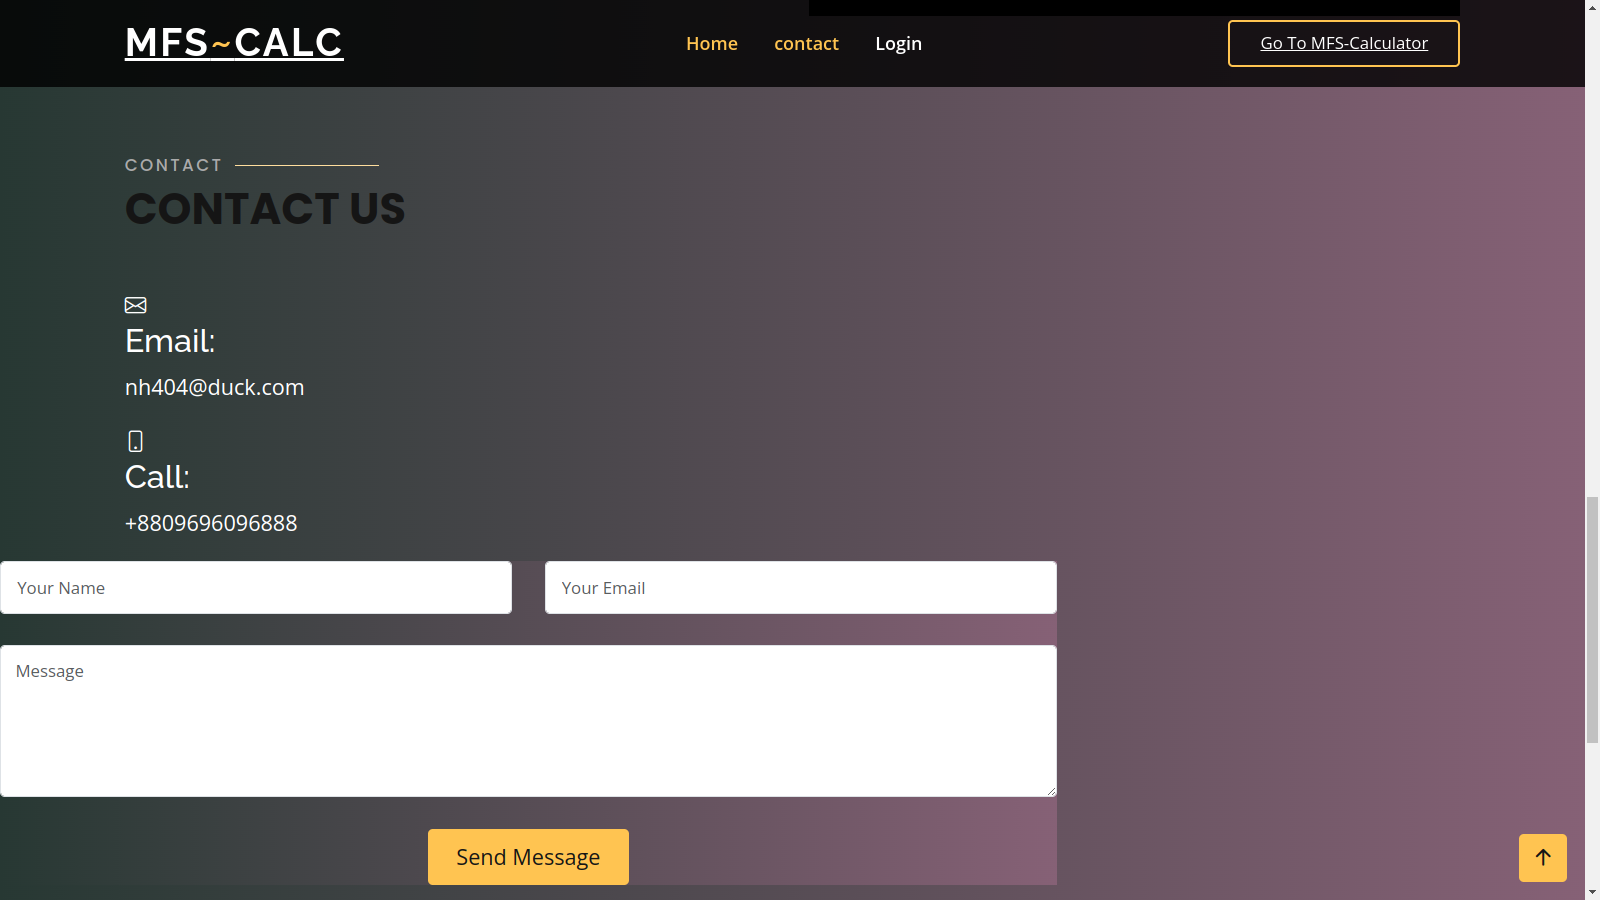 MFS~CALC
Home
contact
Login
Go To MFS-Calculator
CONTACT
CONTACT US
Email:
nh404@duck.com
Call:
+8809696096888
Your Name
Your Email
Message
Send Message